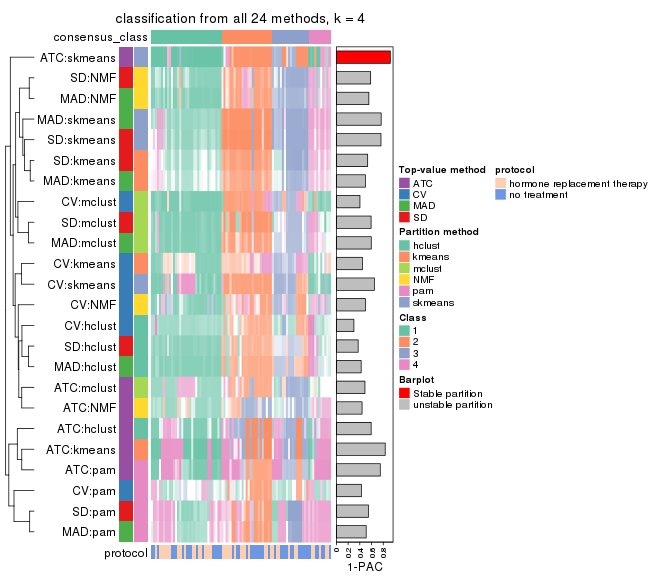 classification from all 24 methods, k = 4
consensus_class
ATC:skmeans
SD:NMF
MAD:NMF
MAD:skmeans
SD:skmeans
SD:kmeans
MAD:kmeans
CV:mclust
SD:mclust
MAD:mclust
CV:kmeans
CV:skmeans
CV:NMF
CV:hclust
SD:hclust
MAD:hclust
ATC:mclust
ATC:NMF
ATC:hclust
ATC:kmeans
ATC:pam
CV:pam
SD:pam
MAD:pam
protocol
0 0.2 0.4 0.6 0.8
1-PAC
Top-value method
ATC
CV
MAD
SD
Partition method
hclust
kmeans
mclust
NMF
pam
skmeans
Class
1
2
3
4
Barplot
Stable partition
unstable partition
protocol
hormone replacement therapy
no treatment